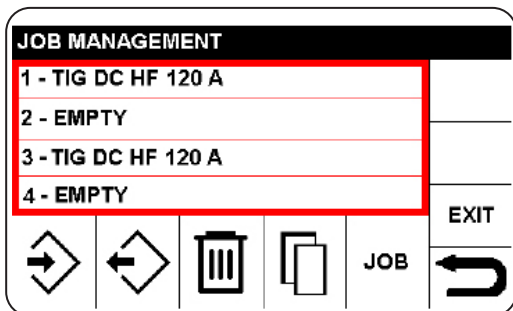 JOB MANAGEMENT
1 - TIG DC HF 120 A
2 - EMPTY
3 - TIG DC HF 120 A
4 - EMPTY
EXIT
JOB